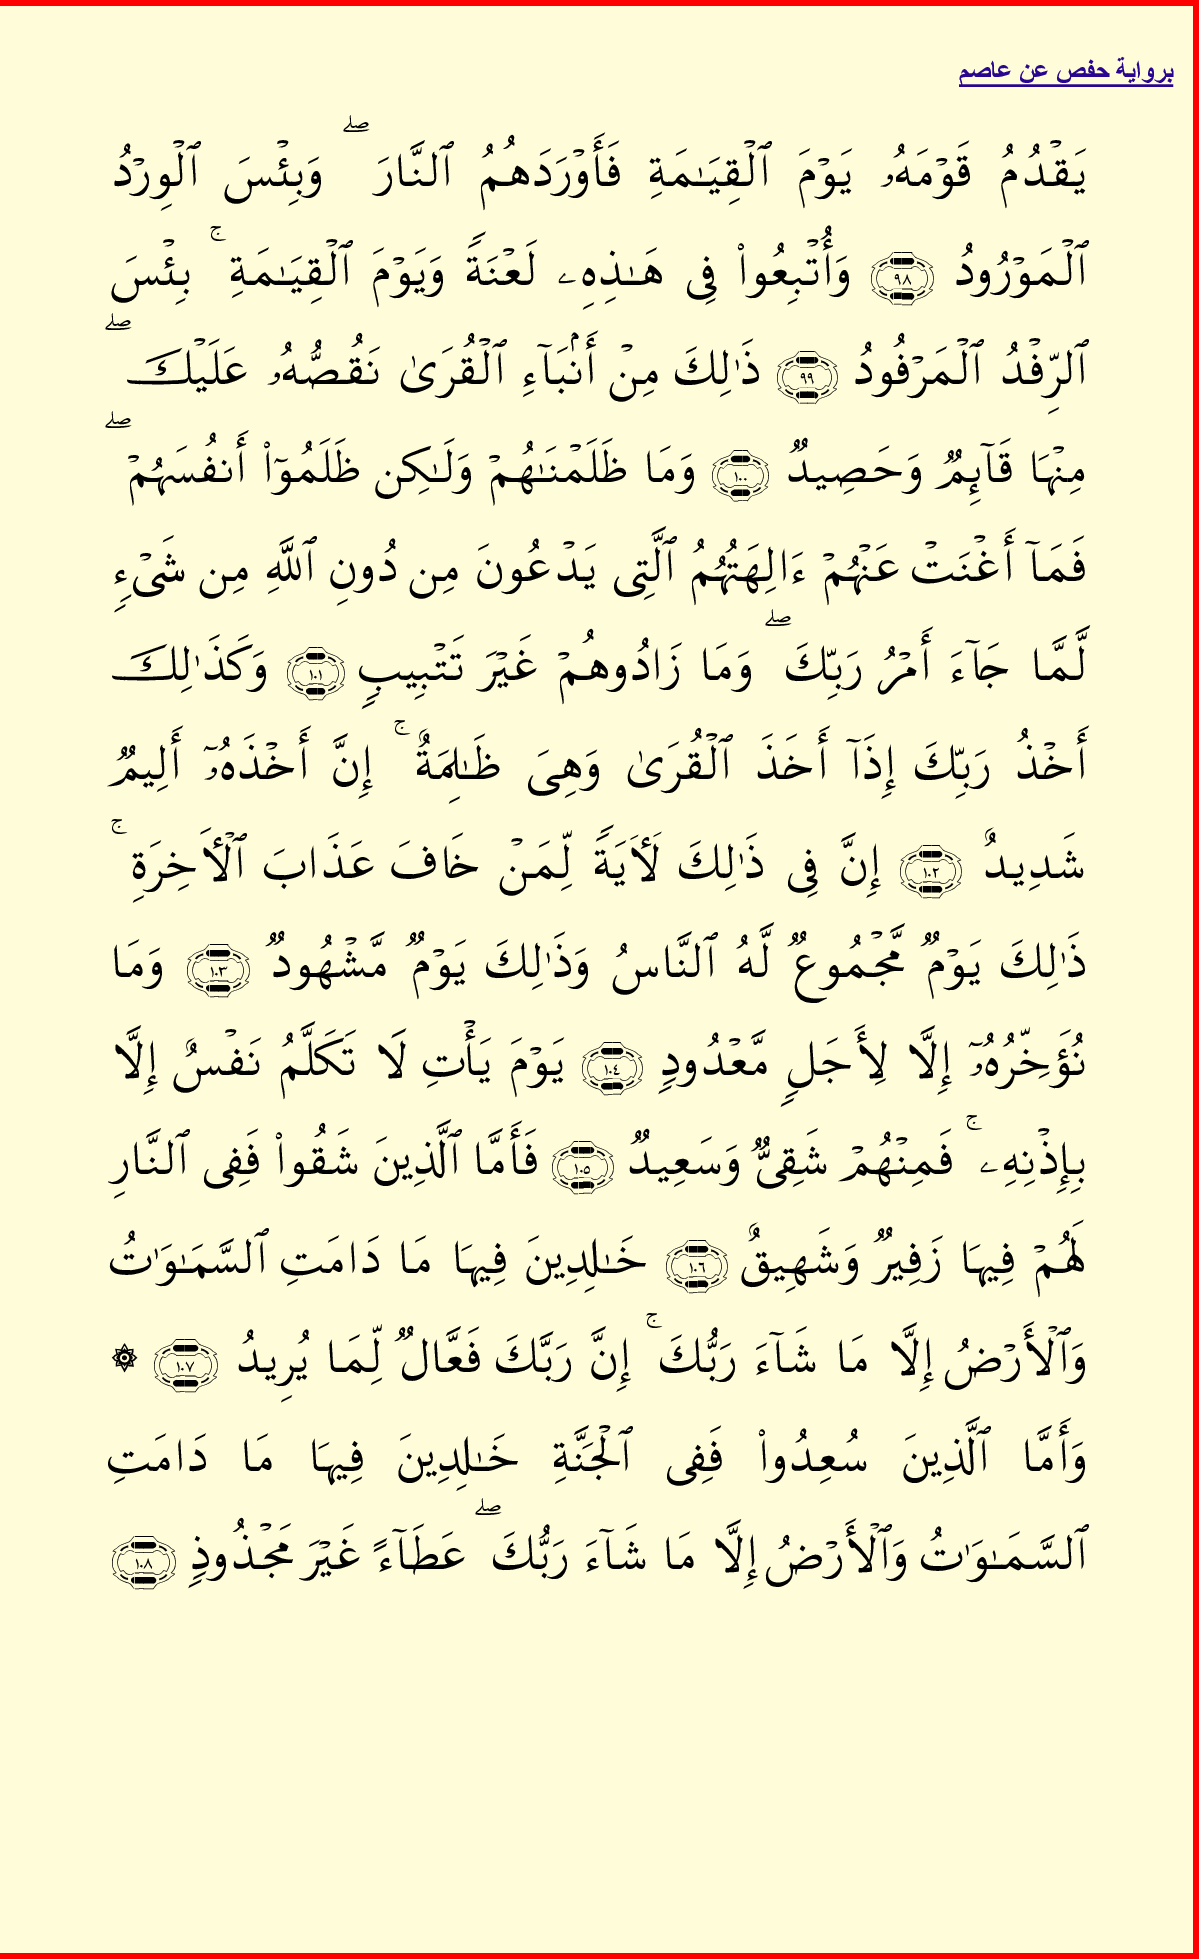 برواية حفص عن عاصم
يَقۡدُمُ قَوۡمَهُۥ يَوۡمَ ٱلۡقِيَٰمَةِ فَأَوۡرَدَهُمُ ٱلنَّارَۖ وَبِئۡسَ ٱلۡوِرۡدُ
ٱلۡمَوۡرُودُ ٩٨ وَأُتۡبِعُواْ فِي هَٰذِهِۦ لَعۡنَةٗ وَيَوۡمَ ٱلۡقِيَٰمَةِۚ بِئۡسَ
ٱلرِّفۡدُ ٱلۡمَرۡفُودُ ٩٩ ذَٰلِكَ مِنۡ أَنۢبَآءِ ٱلۡقُرَىٰ نَقُصُّهُۥ عَلَيۡكَۖ
مِنۡهَا قَآئِمٞ وَحَصِيدٞ ١٠٠ وَمَا ظَلَمۡنَٰهُمۡ وَلَٰكِن ظَلَمُوٓاْ أَنفُسَهُمۡۖ
فَمَآ أَغۡنَتۡ عَنۡهُمۡ ءَالِهَتُهُمُ ٱلَّتِي يَدۡعُونَ مِن دُونِ ٱللَّهِ مِن شَيۡءٖ
لَّمَّا جَآءَ أَمۡرُ رَبِّكَۖ وَمَا زَادُوهُمۡ غَيۡرَ تَتۡبِيبٖ ١٠١ وَكَذَٰلِكَ
أَخۡذُ رَبِّكَ إِذَآ أَخَذَ ٱلۡقُرَىٰ وَهِيَ ظَٰلِمَةٌۚ إِنَّ أَخۡذَهُۥٓ أَلِيمٞ
شَدِيدٌ ١٠٢ إِنَّ فِي ذَٰلِكَ لَأٓيَةٗ لِّمَنۡ خَافَ عَذَابَ ٱلۡأٓخِرَةِۚ
ذَٰلِكَ يَوۡمٞ مَّجۡمُوعٞ لَّهُ ٱلنَّاسُ وَذَٰلِكَ يَوۡمٞ مَّشۡهُودٞ ١٠٣ وَمَا
نُؤَخِّرُهُۥٓ إِلَّا لِأَجَلٖ مَّعۡدُودٖ ١٠٤ يَوۡمَ يَأۡتِ لَا تَكَلَّمُ نَفۡسٌ إِلَّا
بِإِذۡنِهِۦۚ فَمِنۡهُمۡ شَقِيّٞ وَسَعِيدٞ ١٠٥ فَأَمَّا ٱلَّذِينَ شَقُواْ فَفِي ٱلنَّارِ
لَهُمۡ فِيهَا زَفِيرٞ وَشَهِيقٌ ١٠٦ خَٰلِدِينَ فِيهَا مَا دَامَتِ ٱلسَّمَٰوَٰتُ
وَٱلۡأَرۡضُ إِلَّا مَا شَآءَ رَبُّكَۚ إِنَّ رَبَّكَ فَعَّالٞ لِّمَا يُرِيدُ ١٠٧ ۞
وَأَمَّا ٱلَّذِينَ سُعِدُواْ فَفِي ٱلۡجَنَّةِ خَٰلِدِينَ فِيهَا مَا دَامَتِ
ٱلسَّمَٰوَٰتُ وَٱلۡأَرۡضُ إِلَّا مَا شَآءَ رَبُّكَۖ عَطَآءً غَيۡرَ مَجۡذُوذٖ ١٠٨